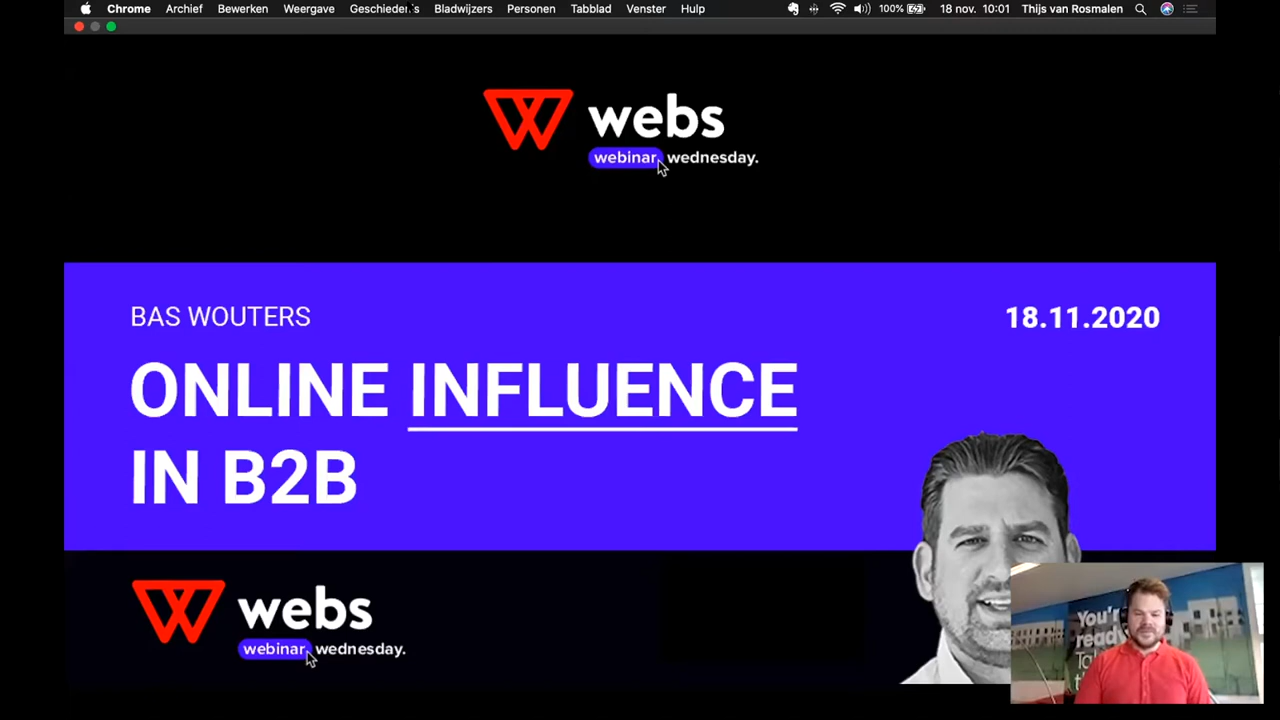 Chrome Archief Bewerken Weergave Geschiedenis Bladwijzers Personen Tabblad Venster Hulp 100% 18 nov. 10:01 Thijs van Rosmalen
webs
webinar. wednesday.
BAS WOUTERS 18.11.2020
ONLINE INFLUENCE
IN B2B
webs
webinar. wednesday.
You're
ready